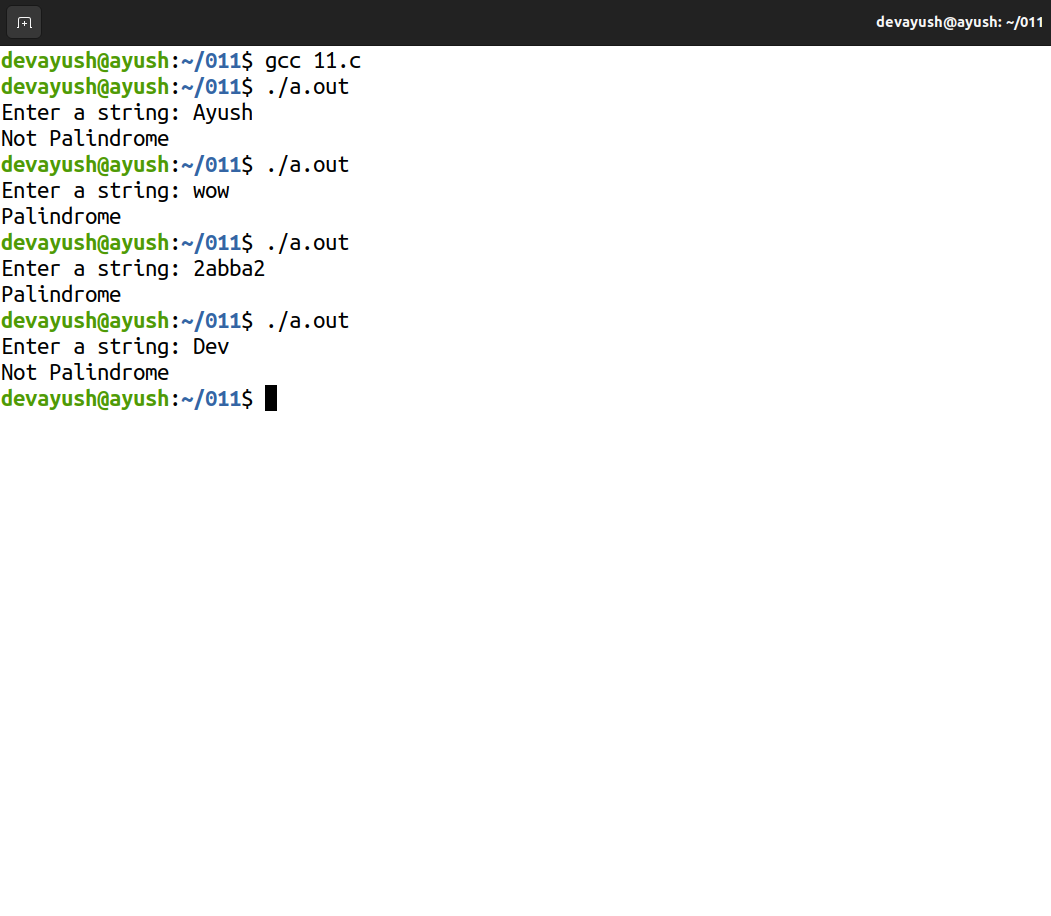 devayush@ayush: ~/011
devayush@ayush:~/011$ gcc 11.c
devayush@ayush:~/011$ ./a.out
Enter a string: Ayush
Not Palindrome
devayush@ayush:~/011$ ./a.out
Enter a string: wow
Palindrome
devayush@ayush:~/011$ ./a.out
Enter a string: 2abba2
Palindrome
devayush@ayush:~/011$ ./a.out
Enter a string: Dev
Not Palindrome
devayush@ayush:~/011$